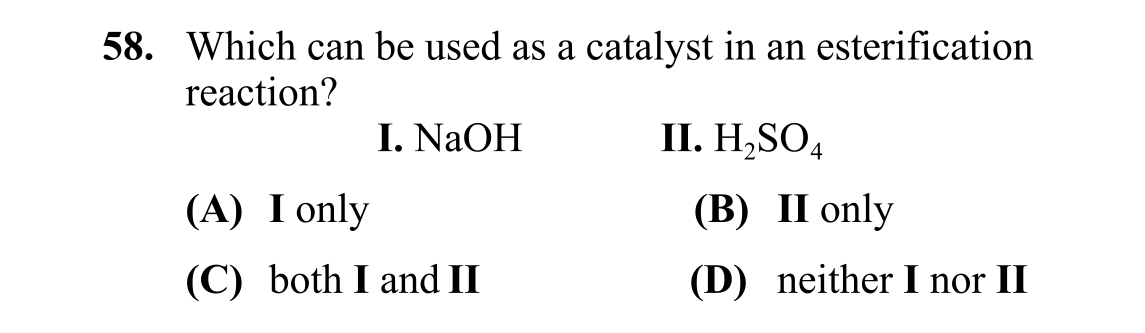 58. Which can be used as a catalyst in an esterification
reaction?
I. NaOH II. H₂SO₄
(A) I only (B) II only
(C) both I and II (D) neither I nor II